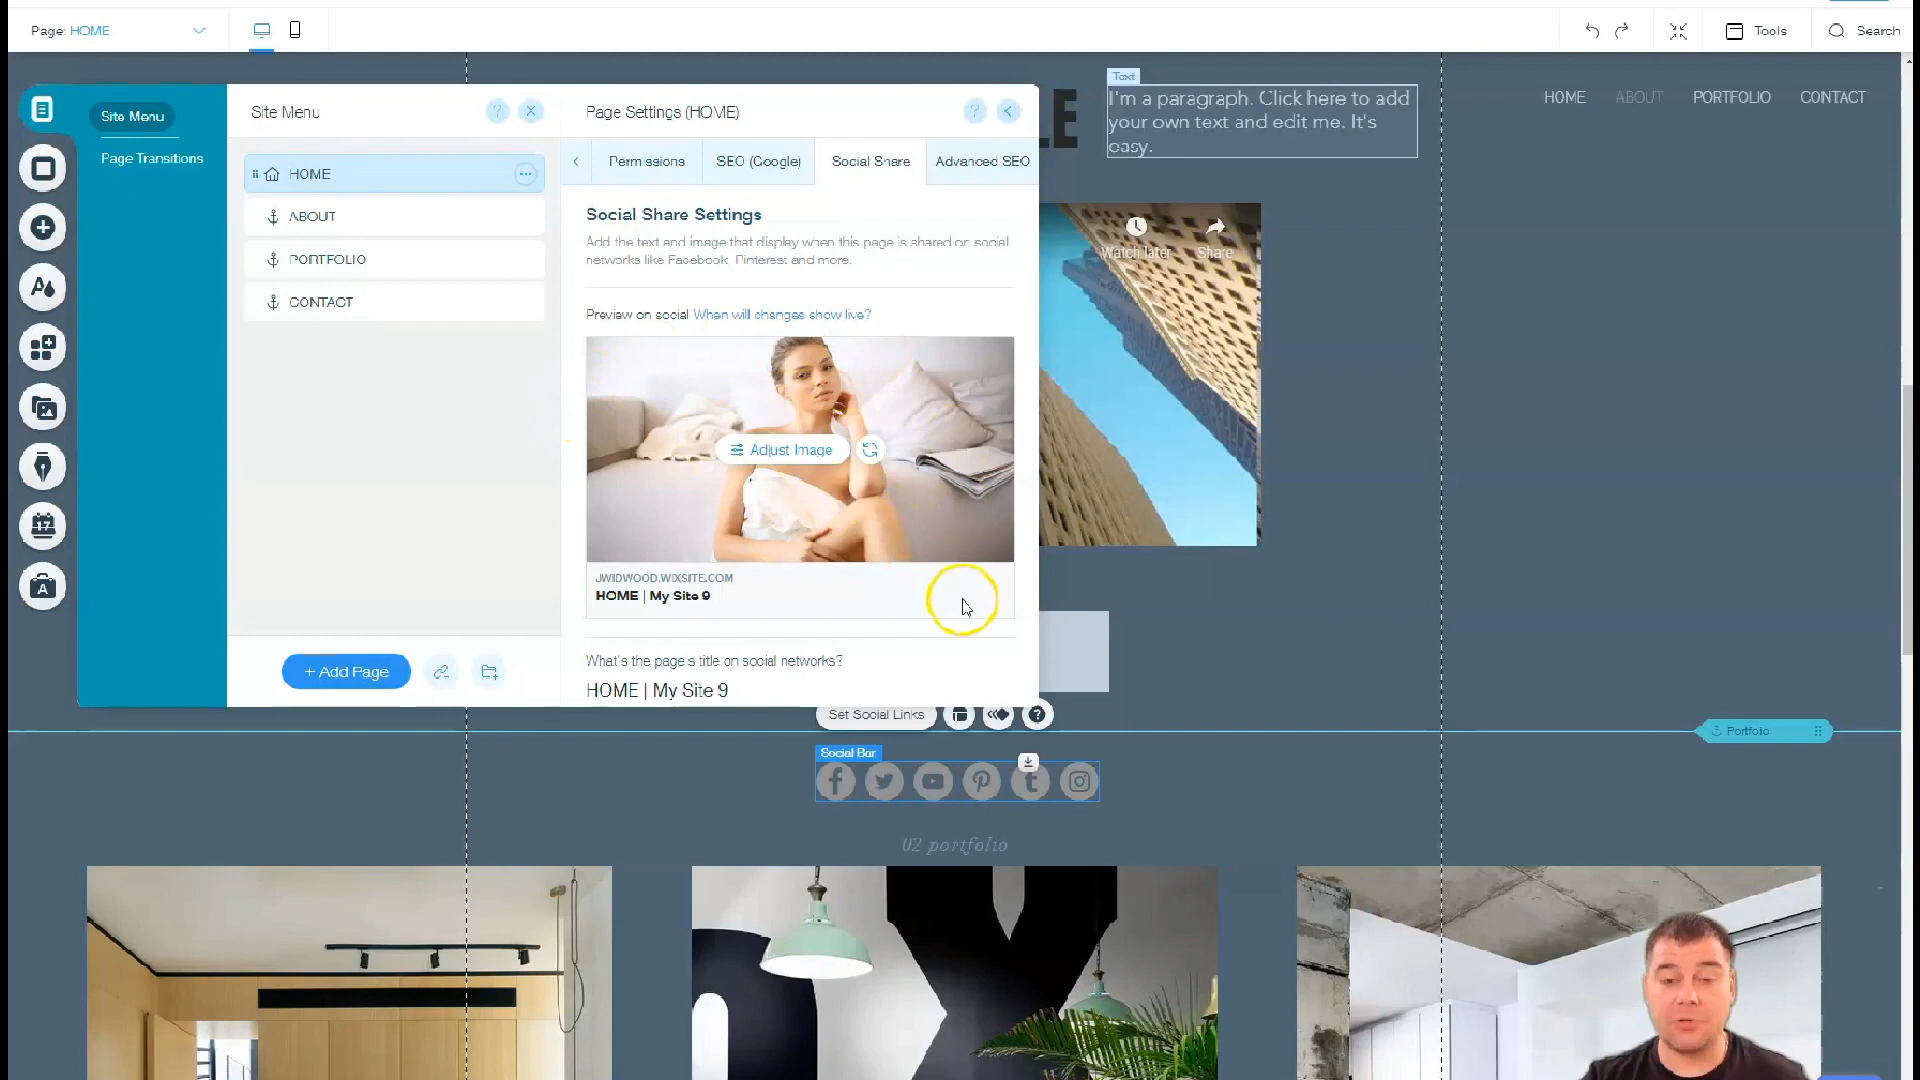 Page: HOME
Tools
Search
Site Menu
Page Transitions
Site Menu
?
HOME
ABOUT
PORTFOLIO
CONTACT
+ Add Page
Page Settings (HOME)
?
Permissions
SEO (Google)
Social Share
Advanced SEO
Social Share Settings
Add the text and image that display when this page is shared on social
networks like Facebook, Pinterest and more.
Preview on social When will changes show live?
Adjust Image
JWIDWOOD.WIXSITE.COM
HOME | My Site 9
What's the page's title on social networks?
HOME | My Site 9
LE
Text
I'm a paragraph. Click here to add
your own text and edit me. It's
easy.
HOME
ABOUT
PORTFOLIO
CONTACT
Watch later
Share
17
A
Set Social Links
?
Portfolio
Social Bar
02 portfolio